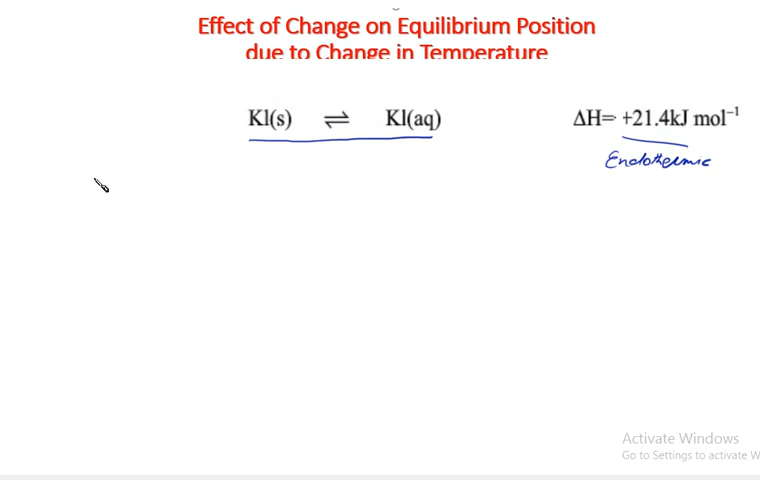 Effect of Change on Equilibrium Position
due to Change in Temperature
KI(s) ⇌ KI(aq) ΔH= +21.4kJ mol⁻¹
Endothermic
Activate Windows
Go to Settings to activate W